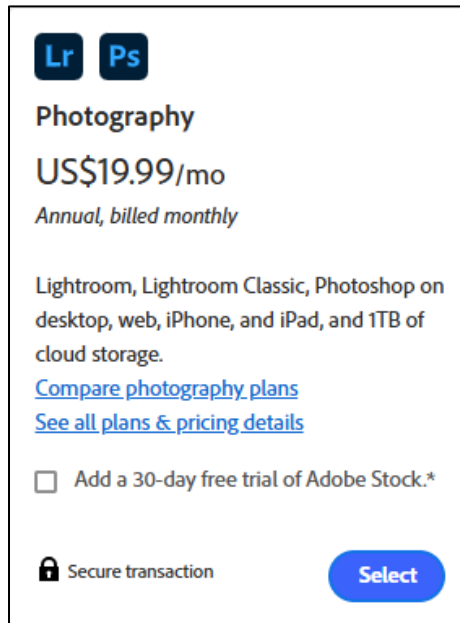 Lr Ps
Photography
US$19.99/mo
Annual, billed monthly
Lightroom, Lightroom Classic, Photoshop on
desktop, web, iPhone, and iPad, and 1TB of
cloud storage.
Compare photography plans
See all plans & pricing details
Add a 30-day free trial of Adobe Stock.*
Secure transaction
Select